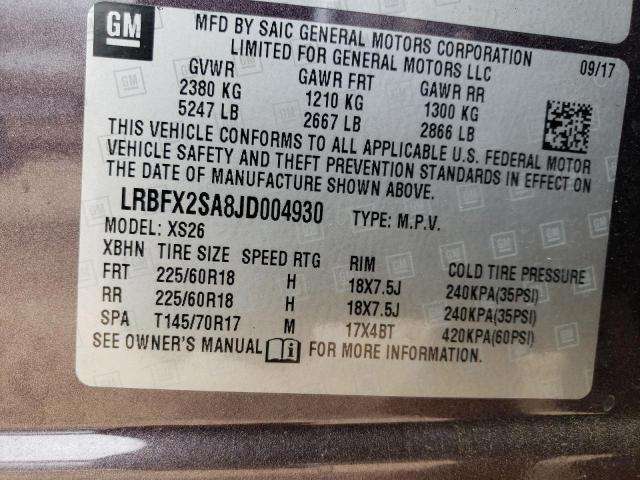 GM
MFD BY SAIC GENERAL MOTORS CORPORATION
LIMITED FOR GENERAL MOTORS LLC
09/17
GVWR GAWR FRT GAWR RR
2380 KG 1210 KG 1300 KG
5247 LB 2667 LB 2866 LB
THIS VEHICLE CONFORMS TO ALL APPLICABLE U.S. FEDERAL MOTOR
VEHICLE SAFETY AND THEFT PREVENTION STANDARDS IN EFFECT ON
THE DATE OF MANUFACTURE SHOWN ABOVE.
LRBFX2SA8JD004930 TYPE: M.P.V.
MODEL: XS26
XBHN TIRE SIZE SPEED RTG RIM COLD TIRE PRESSURE
FRT 225/60R18 H 18X7.5J 240KPA(35PSI)
RR 225/60R18 H 18X7.5J 240KPA(35PSI)
SPA T145/70R17 M 17X4BT 420KPA(60PSI)
SEE OWNER'S MANUAL FOR MORE INFORMATION.